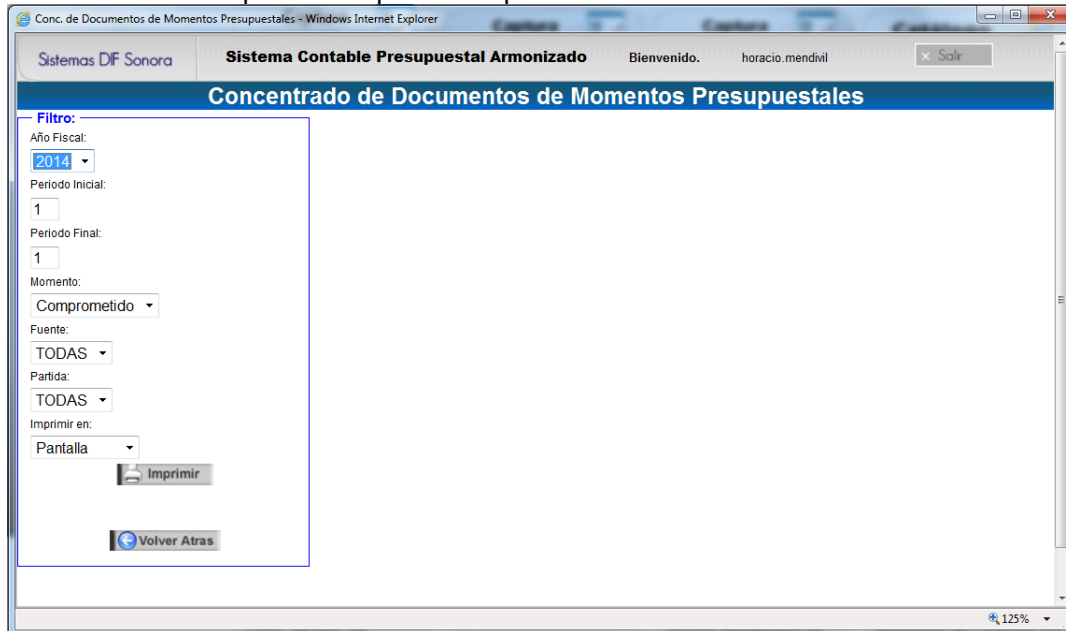 Conc. de Documentos de Momentos Presupuestales - Windows Internet Explorer
Sistemas DIF Sonora Sistema Contable Presupuestal Armonizado Bienvenido. horacio.mendivil × Salir
Concentrado de Documentos de Momentos Presupuestales
Filtro:
Año Fiscal:
2014
Periodo Inicial:
1
Periodo Final:
1
Momento:
Comprometido
Fuente:
TODAS
Partida:
TODAS
Imprimir en:
Pantalla
Imprimir
Volver Atras
125%